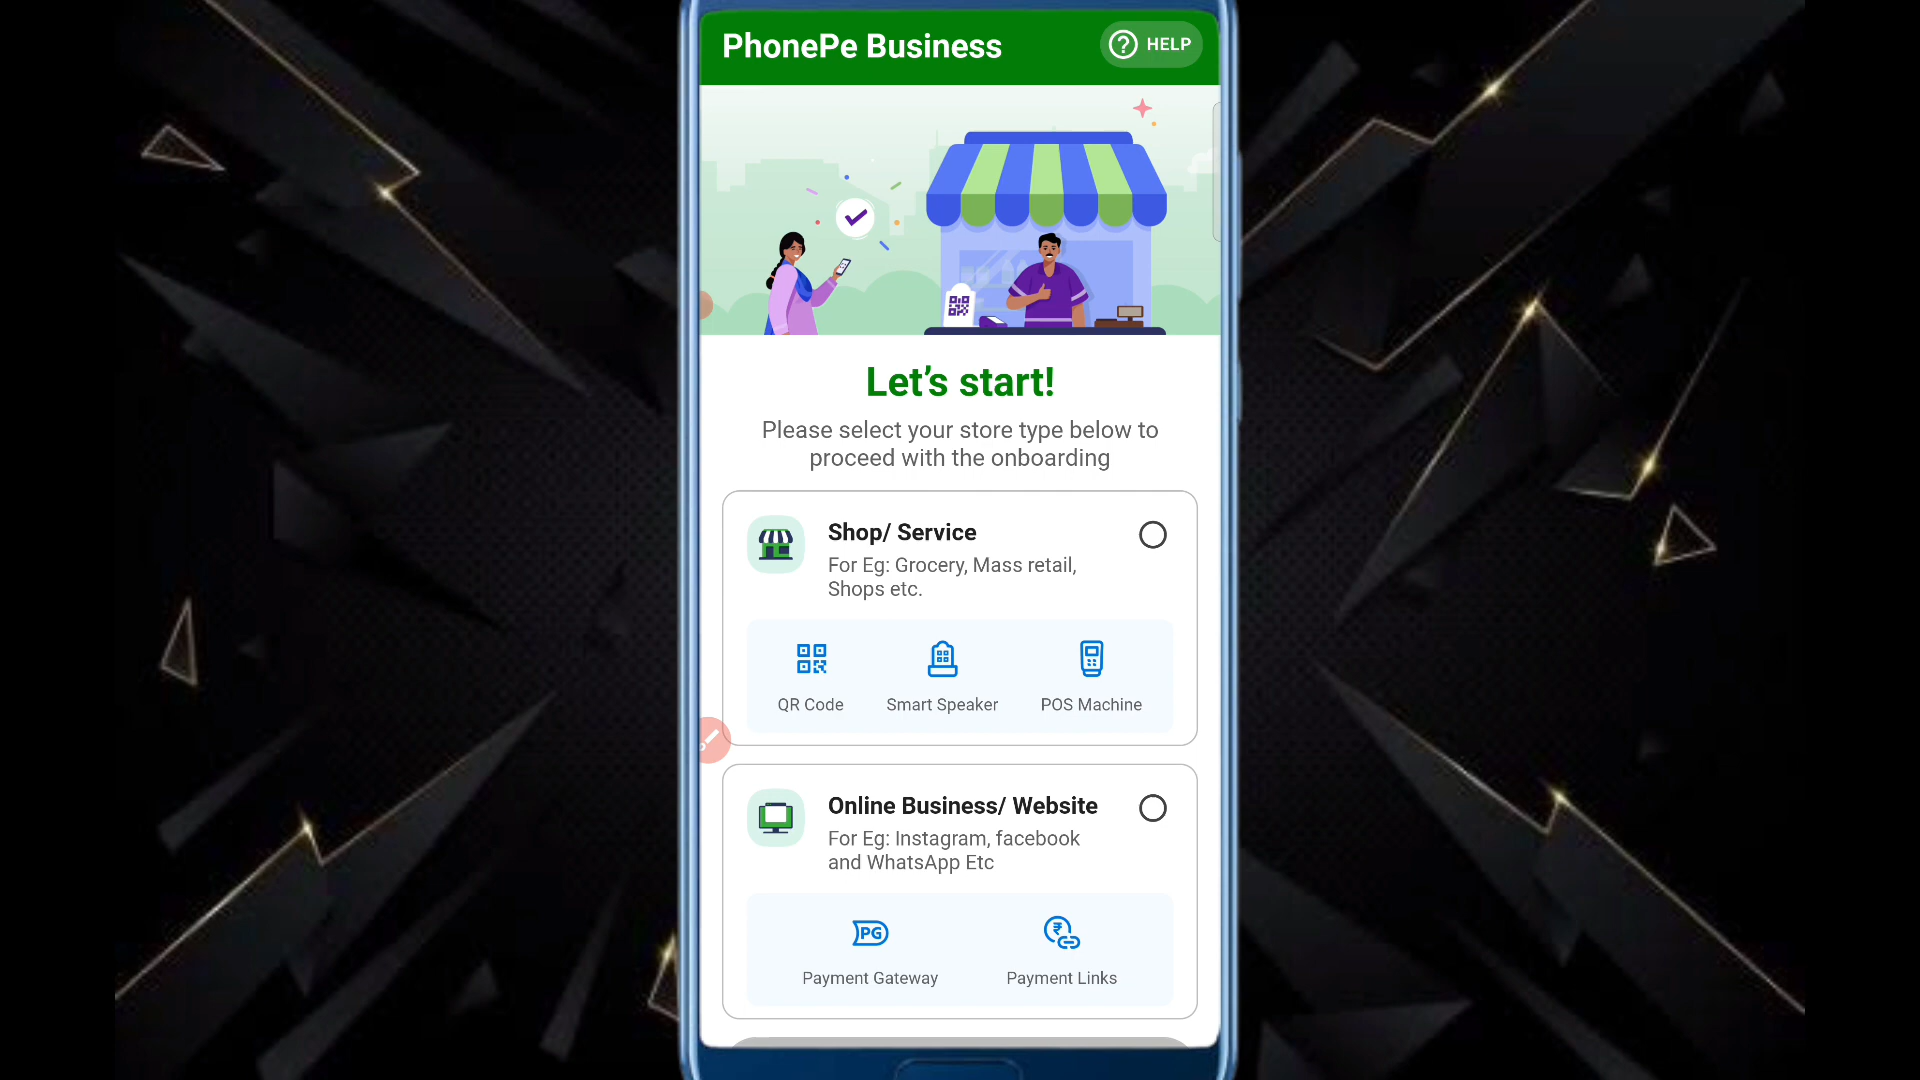 PhonePe Business
HELP
Let's start!
Please select your store type below to
proceed with the onboarding
Shop/ Service
For Eg: Grocery, Mass retail,
Shops etc.
QR Code
Smart Speaker
POS Machine
Online Business/ Website
For Eg: Instagram, facebook
and WhatsApp Etc
PG
Payment Gateway
Payment Links